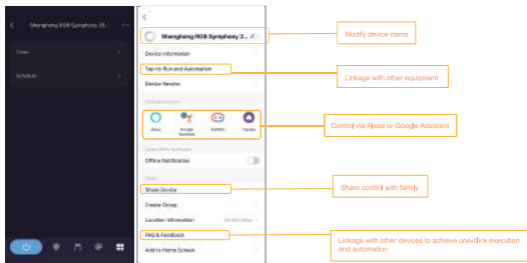 Shenghong RGB Symphony 2S...
Timer
Schedule
Shenghong RGB Symphony 2...
Device Information
Tap-to-Run and Automation
Device Review
Alexa
Google
Assistant
Offline Notification
Share Device
Create Group
Location Information
FAQ & Feedback
Add to Home Screen
Modify device name
Linkage with other equipment
Control via Alexa or Google Assistant
Share control with family
Linkage with other devices to achieve one-click execution
and automation